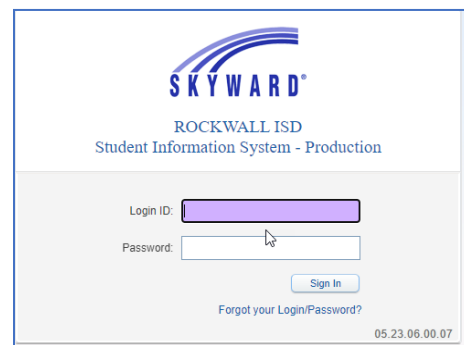 SKYWARD®
ROCKWALL ISD
Student Information System - Production
Login ID:
Password:
Sign In
Forgot your Login/Password?
05.23.06.00.07